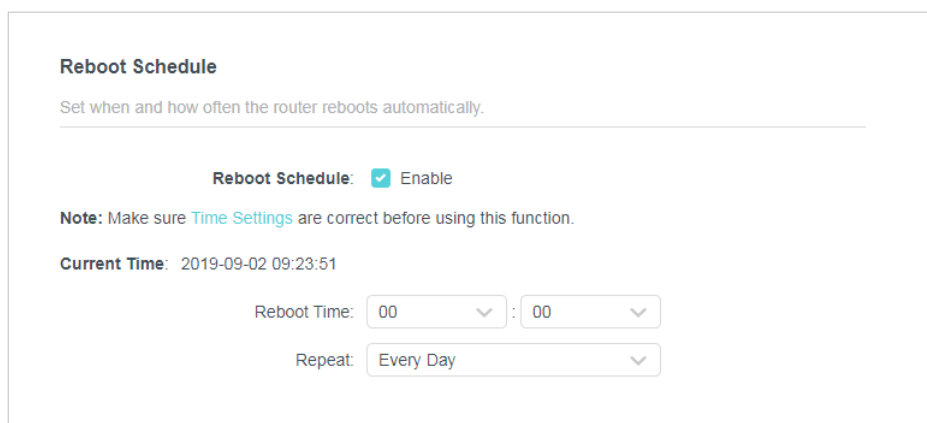 Reboot Schedule
Set when and how often the router reboots automatically.
Reboot Schedule: Enable
Note: Make sure Time Settings are correct before using this function.
Current Time: 2019-09-02 09:23:51
Reboot Time: 00 : 00
Repeat: Every Day